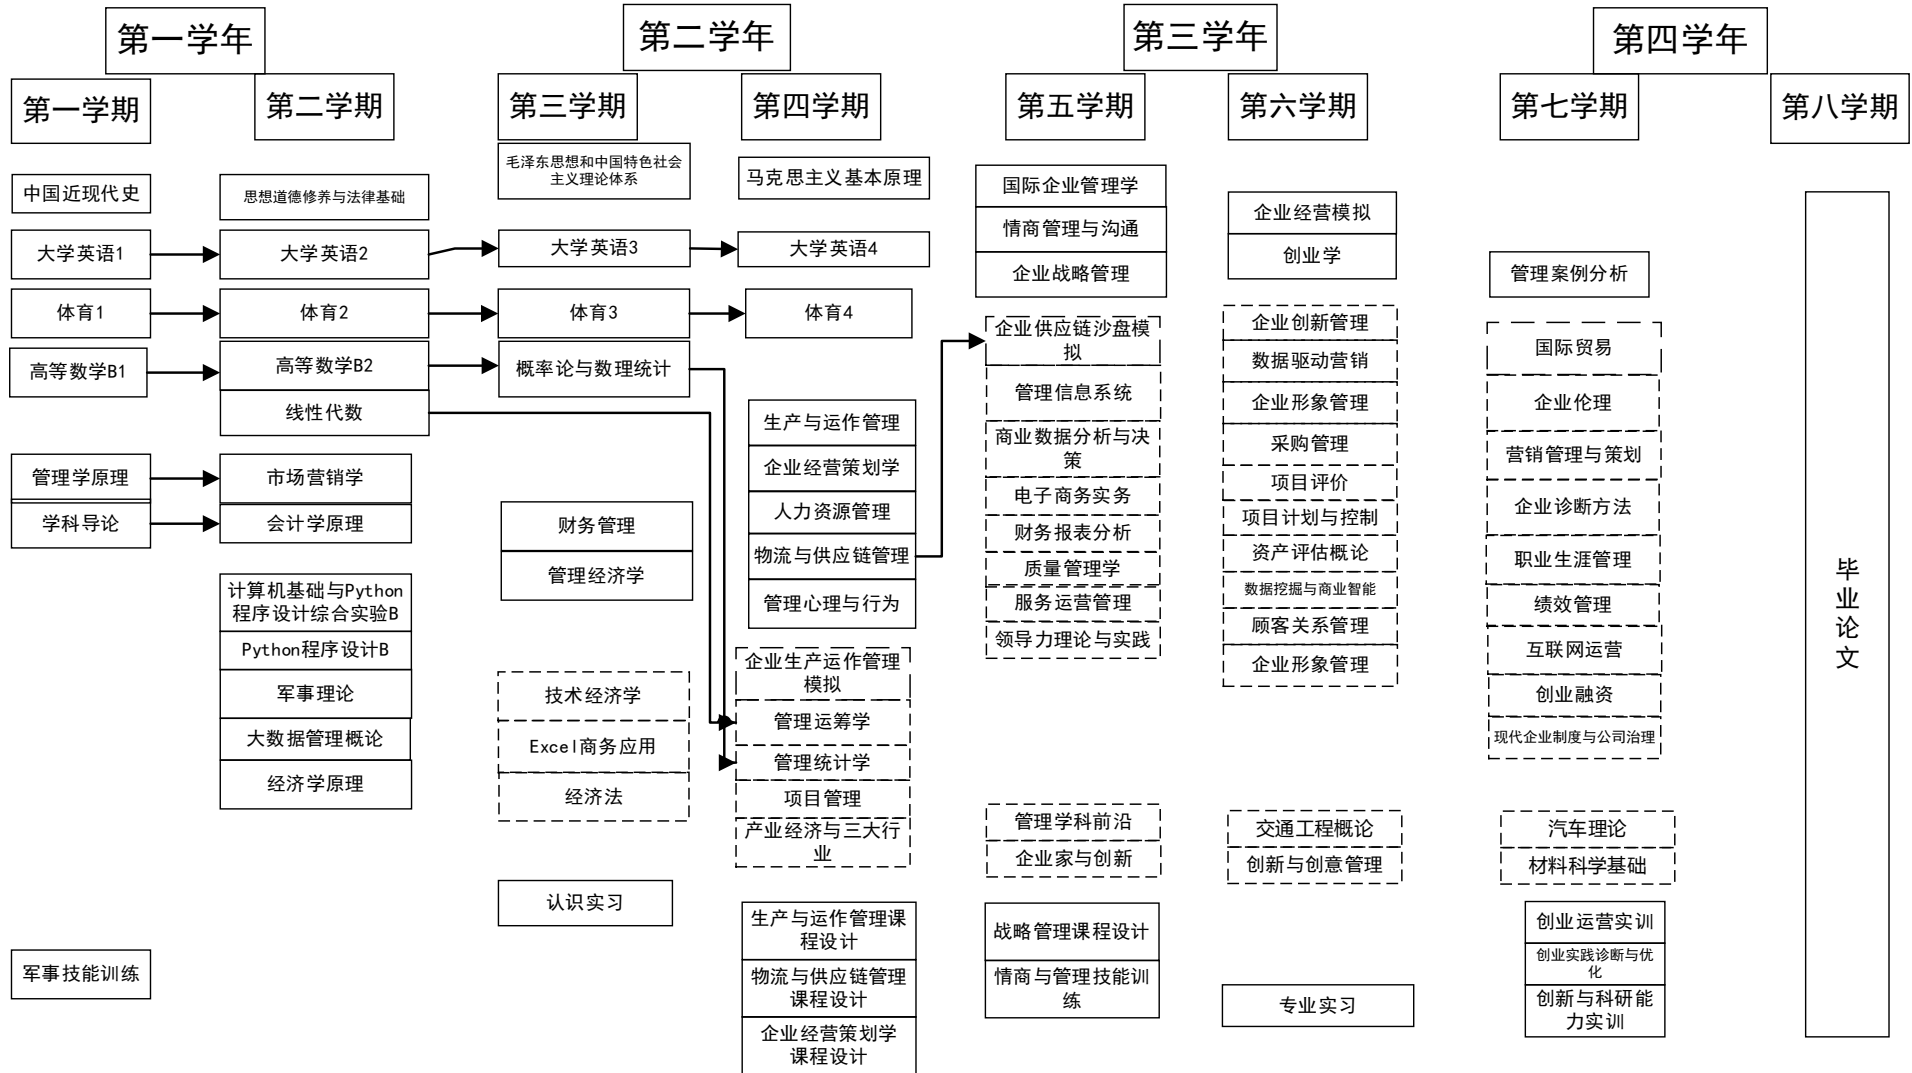 第一学年
第二学年
第三学年
第四学年
第一学期
第二学期
第三学期
第四学期
第五学期
第六学期
第七学期
第八学期
中国近现代史
大学英语1
体育1
高等数学B1
管理学原理
学科导论
军事技能训练
思想道德修养与法律基础
大学英语2
体育2
高等数学B2
线性代数
市场营销学
会计学原理
计算机基础与Python
程序设计综合实验B
Python程序设计B
军事理论
大数据管理概论
经济学原理
毛泽东思想和中国特色社会
主义理论体系
大学英语3
体育3
概率论与数理统计
财务管理
管理经济学
技术经济学
Excel商务应用
经济法
认识实习
马克思主义基本原理
大学英语4
体育4
生产与运作管理
企业经营策划学
人力资源管理
物流与供应链管理
管理心理与行为
企业生产运作管理
模拟
管理运筹学
管理统计学
项目管理
产业经济与三大行
业
生产与运作管理课
程设计
物流与供应链管理
课程设计
企业经营策划学
课程设计
国际企业管理学
情商管理与沟通
企业战略管理
企业供应链沙盘模
拟
管理信息系统
商业数据分析与决
策
电子商务实务
财务报表分析
质量管理学
服务运营管理
领导力理论与实践
管理学科前沿
企业家与创新
战略管理课程设计
情商与管理技能训
练
企业经营模拟
创业学
企业创新管理
数据驱动营销
企业形象管理
采购管理
项目评价
项目计划与控制
资产评估概论
数据挖掘与商业智能
顾客关系管理
企业形象管理
交通工程概论
创新与创意管理
专业实习
管理案例分析
国际贸易
企业伦理
营销管理与策划
企业诊断方法
职业生涯管理
绩效管理
互联网运营
创业融资
现代企业制度与公司治理
汽车理论
材料科学基础
创业运营实训
创业实践诊断与优
化
创新与科研能
力实训
毕
业
论
文